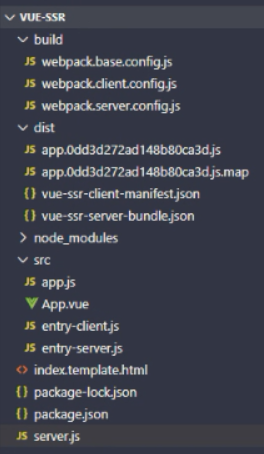 VUE-SSR
build
JS webpack.base.config.js
JS webpack.client.config.js
JS webpack.server.config.js
dist
JS app.0dd3d272ad148b80ca3d.js
JS app.0dd3d272ad148b80ca3d.js.map
{} vue-ssr-client-manifest.json
{} vue-ssr-server-bundle.json
node_modules
src
JS app.js
App.vue
JS entry-client.js
JS entry-server.js
<> index.template.html
{} package-lock.json
{} package.json
JS server.js